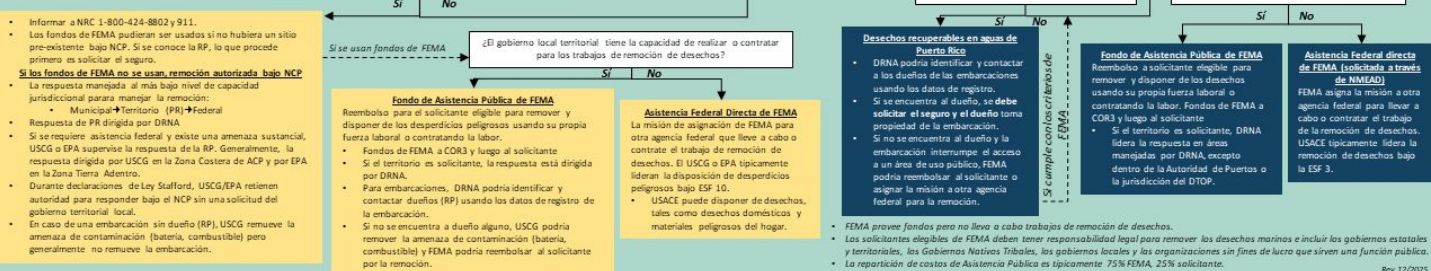 Sí No
• Informar a NRC 1-800-424-8802 y 911.
• Los fondos de FEMA pudieran ser usados si no hubiera un sitio
pre-existente bajo NCP. Si se conoce la RP, lo que procede
primero es solicitar el seguro.
Si los fondos de FEMA no se usan, remoción autorizada bajo NCP
• La respuesta manejada al más bajo nivel de capacidad
jurisdiccional parara manejar la remoción:
• Municipal➔Territorio (PR)➔Federal
• Respuesta de PR dirigida por DRNA
• Si se requiere asistencia federal y existe una amenaza sustancial,
USCG o EPA supervise la respuesta de la RP. Generalmente, la
respuesta dirigida por USCG en la Zona Costera de ACP y por EPA
en la Zona Tierra Adentro.
• Durante declaraciones de Ley Stafford, USCG/EPA retienen
autoridad para responder bajo el NCP sin una solicitud del
gobierno territorial local.
• En caso de una embarcación sin dueño (RP), USCG remueve la
amenaza de contaminación (batería, combustible) pero
generalmente no remueve la embarcación.
Si se usan fondos de FEMA
¿El gobierno local territorial tiene la capacidad de realizar o contratar
para los trabajos de remoción de desechos?
Sí No
Fondo de Asistencia Pública de FEMA
Reembolso para el solicitante eligible para remover y
disponer de los desperdicios peligrosos usando su propia
fuerza laboral o contratando la labor.
• Fondos de FEMA a COR3 y luego al solicitante
• Si el territorio es solicitante, la respuesta está dirigida
por DRNA.
• Para embarcaciones, DRNA podría identificar y
contactar dueños (RP) usando los datos de registro de
la embarcación.
• Si no se encuentra a dueño alguno, USCG podría
remover la amenaza de contaminación (batería,
combustible) y FEMA podría reembolsar al solicitante
por la remoción.
Asistencia Federal Directa de FEMA
La misión de asignación de FEMA para
otra agencia federal que lleve a cabo o
contrate el trabajo de remoción de
desechos. El USCG o EPA típicamente
lideran la disposición de desperdicios
peligrosos bajo ESF 10.
• USACE puede disponer de desechos,
tales como desechos domésticos y
materiales peligrosos del hogar.
Sí No
Desechos recuperables en aguas de
Puerto Rico
• DRNA podría identificar y contactar
a los dueños de las embarcaciones
usando los datos de registro.
• Si se encuentra al dueño, se debe
solicitar el seguro y el dueño toma
propiedad de la embarcación.
• Si no se encuentra al dueño y la
embarcación interrumpe el acceso
a un área de uso público, FEMA
podría reembolsar al solicitante o
asignar la misión a otra agencia
federal para la remoción.
Si cumple con los criterios de
FEMA
Sí No
Fondo de Asistencia Pública de FEMA
Reembolso a solicitante elegible para
remover y disponer de los desechos
usando su propia fuerza laboral o
contratando la labor. Fondos de FEMA a
COR3 y luego al solicitante
• Si el territorio es solicitante, DRNA
lidera la respuesta en áreas
manejadas por DRNA, excepto
dentro de la Autoridad de Puertos o
la jurisdicción del DTOP.
Asistencia Federal directa
de FEMA (solicitada a través
de NMEAD)
FEMA asigna la misión a otra
agencia federal para llevar a
cabo o contratar el trabajo
de la remoción de desechos.
USACE típicamente lidera la
remoción de desechos bajo
la ESF 3.
• FEMA provee fondos pero no lleva a cabo trabajos de remoción de desechos.
• Los solicitantes elegibles de FEMA deben tener responsabilidad legal para remover los desechos marinos e incluir los gobiernos estatales
y territoriales, los Gobiernos Nativos Tribales, los gobiernos locales y las organizaciones sin fines de lucro que sirven una función pública.
• La repartición de costos de Asistencia Pública es típicamente 75% FEMA, 25% solicitante.
Rev. 12/2025